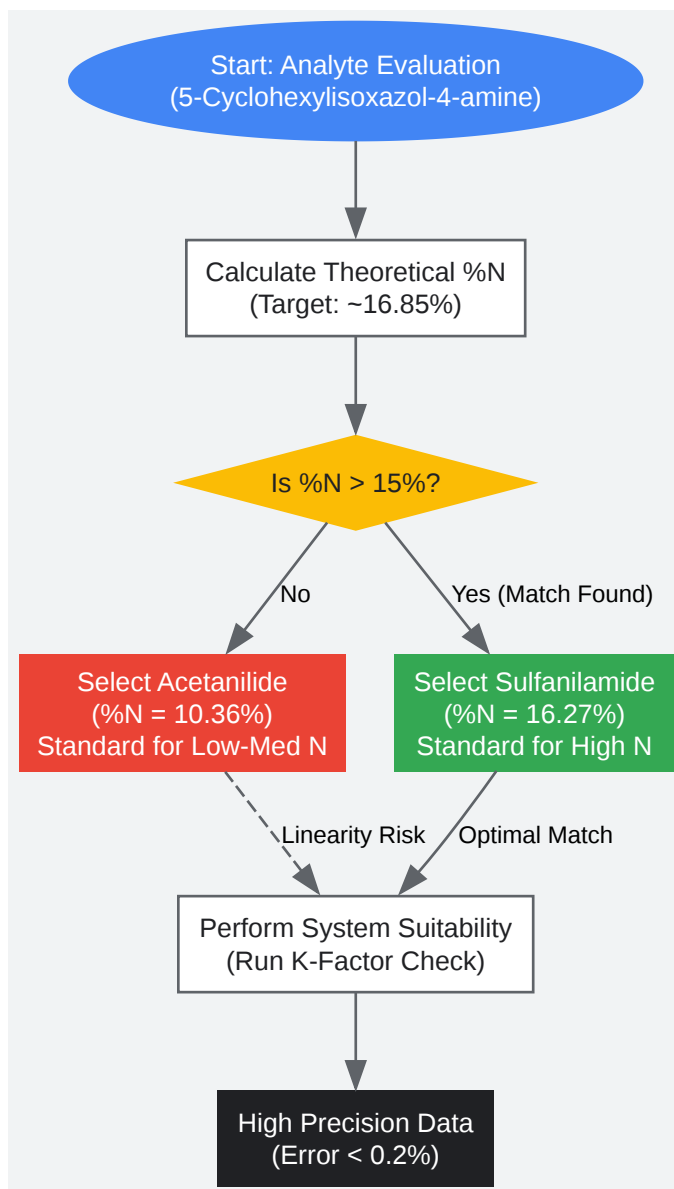 Start: Analyte Evaluation
(5-Cyclohexylisoxazol-4-amine)
Calculate Theoretical %N
(Target: ~16.85%)
Is %N > 15%?
No
Yes (Match Found)
Select Acetanilide
(%N = 10.36%)
Standard for Low-Med N
Select Sulfanilamide
(%N = 16.27%)
Standard for High N
Linearity Risk
Optimal Match
Perform System Suitability
(Run K-Factor Check)
High Precision Data
(Error < 0.2%)